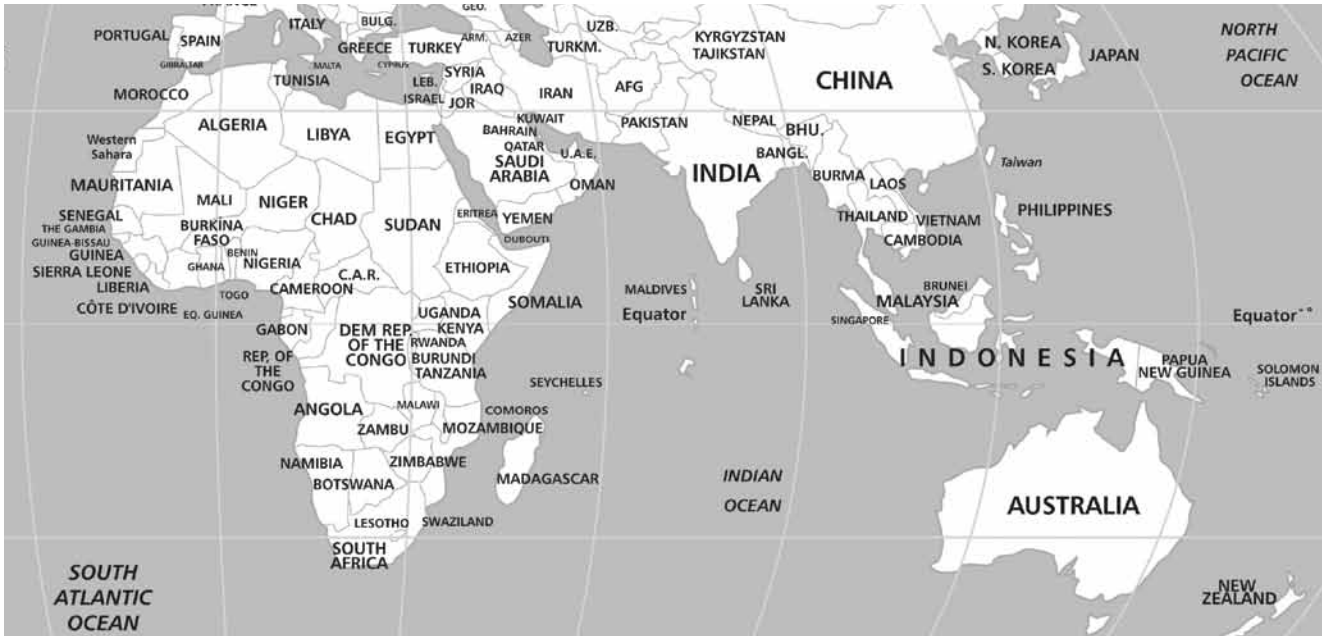 ITALY
BULG.
GEO.
UZB.
KYRGYZSTAN
TAJIKSTAN
PORTUGAL
SPAIN
GREECE
TURKEY
ARM.
AZER
TURKM.
N. KOREA
S. KOREA
JAPAN
NORTH
PACIFIC
OCEAN
GIBRALTAR
MALTA
CYPRUS
TUNISIA
SYRIA
LEB.
IRAQ
ISRAEL
JOR
IRAN
AFG
CHINA
MOROCCO
ALGERIA
LIBYA
EGYPT
KUWAIT
BAHRAIN
QATAR
SAUDI
ARABIA
U.A.E.
OMAN
PAKISTAN
NEPAL
BHU.
BANGL.
INDIA
BURMA
LAOS
Taiwan
Western
Sahara
MAURITANIA
MALI
NIGER
CHAD
SUDAN
ERITREA
YEMEN
DUBOUTI
THAILAND
VIETNAM
CAMBODIA
PHILIPPINES
SENEGAL
THE GAMBIA
GUINEA-BISSAU
GUINEA
SIERRA LEONE
LIBERIA
CÔTE D'IVOIRE
BURKINA
FASO
BENIN
GHANA
NIGERIA
TOGO
EQ. GUINEA
C.A.R.
CAMEROON
ETHIOPIA
SOMALIA
MALDIVES
Equator
SRI
LANKA
BRUNEI
MALAYSIA
SINGAPORE
Equator
GABON
REP. OF
THE
CONGO
DEM REP.
OF THE
CONGO
UGANDA
KENYA
RWANDA
BURUNDI
TANZANIA
SEYCHELLES
INDONESIA
PAPUA
NEW GUINEA
SOLOMON
ISLANDS
ANGOLA
MALAWI
ZAMBU
COMOROS
MOZAMBIQUE
NAMIBIA
ZIMBABWE
BOTSWANA
MADAGASCAR
INDIAN
OCEAN
AUSTRALIA
LESOTHO
SWAZILAND
SOUTH
AFRICA
SOUTH
ATLANTIC
OCEAN
NEW
ZEALAND